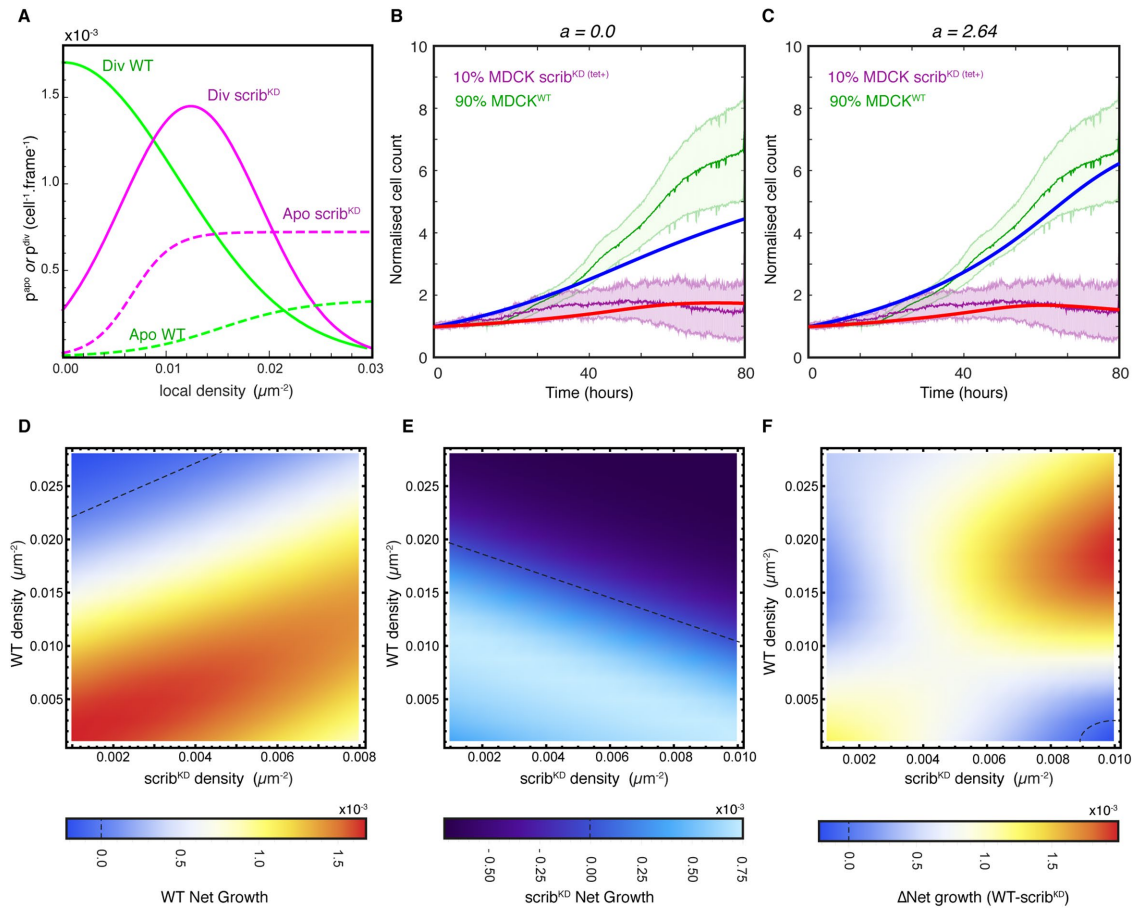 A
x10⁻³
Div WT
Div scribᴷᴰ
Apo scribᴷᴰ
Apo WT
1.5
1.0
0.5
0.00
0.01
0.02
0.03
pᵃᵖᵒ or pᵈⁱᵛ (cell⁻¹.frame⁻¹)
local density (µm⁻²)
B
a = 0.0
10% MDCK scribᴷᴰ ⁽ᵗᵉᵗ⁺⁾
90% MDCKᵂᵀ
10
8
6
4
2
0
0
40
80
Normalised cell count
Time (hours)
C
a = 2.64
10% MDCK scribᴷᴰ ⁽ᵗᵉᵗ⁺⁾
90% MDCKᵂᵀ
10
8
6
4
2
0
0
40
80
Normalised cell count
Time (hours)
D
0.025
0.020
0.015
0.010
0.005
WT density (µm⁻²)
0.002
0.004
0.006
0.008
scribᴷᴰ density (µm⁻²)
x10⁻³
0.0
0.5
1.0
1.5
WT Net Growth
E
0.025
0.020
0.015
0.010
0.005
WT density (µm⁻²)
0.002
0.004
0.006
0.008
0.010
scribᴷᴰ density (µm⁻²)
x10⁻³
-0.50
-0.25
0.00
0.25
0.50
0.75
scribᴷᴰ Net Growth
F
0.025
0.020
0.015
0.010
0.005
WT density (µm⁻²)
0.002
0.004
0.006
0.008
0.010
scribᴷᴰ density (µm⁻²)
x10⁻³
0.0
0.5
1.0
1.5
ΔNet growth (WT-scribᴷᴰ)